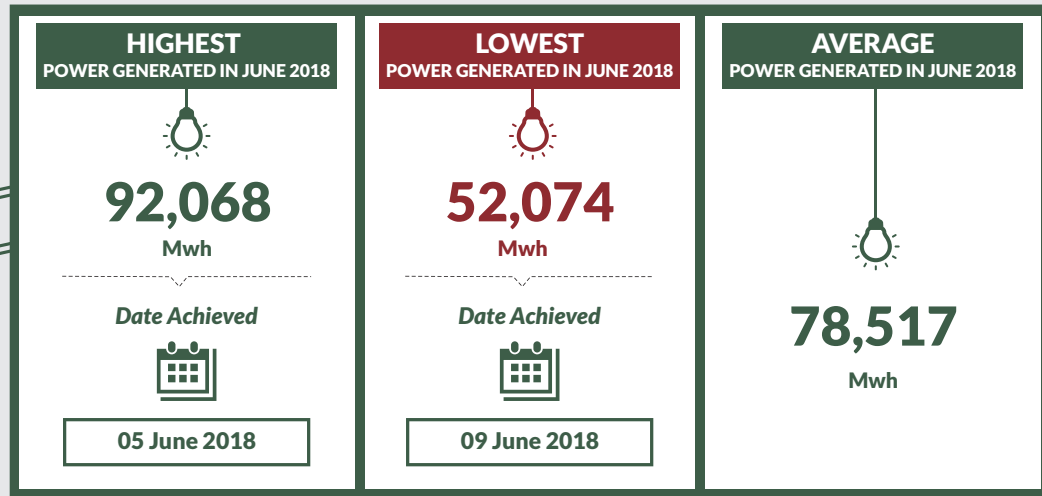 HIGHEST
POWER GENERATED IN JUNE 2018
92,068
Mwh
Date Achieved
05 June 2018
LOWEST
POWER GENERATED IN JUNE 2018
52,074
Mwh
Date Achieved
09 June 2018
AVERAGE
POWER GENERATED IN JUNE 2018
78,517
Mwh